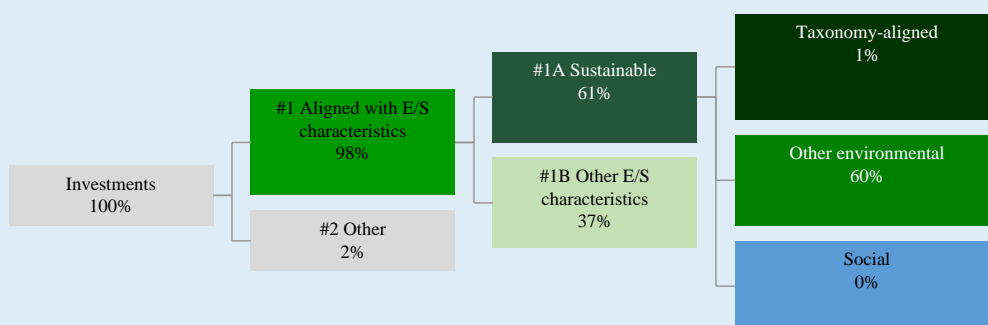 Investments
100%
#1 Aligned with E/S
characteristics
98%
#2 Other
2%
#1A Sustainable
61%
#1B Other E/S
characteristics
37%
Taxonomy-aligned
1%
Other environmental
60%
Social
0%